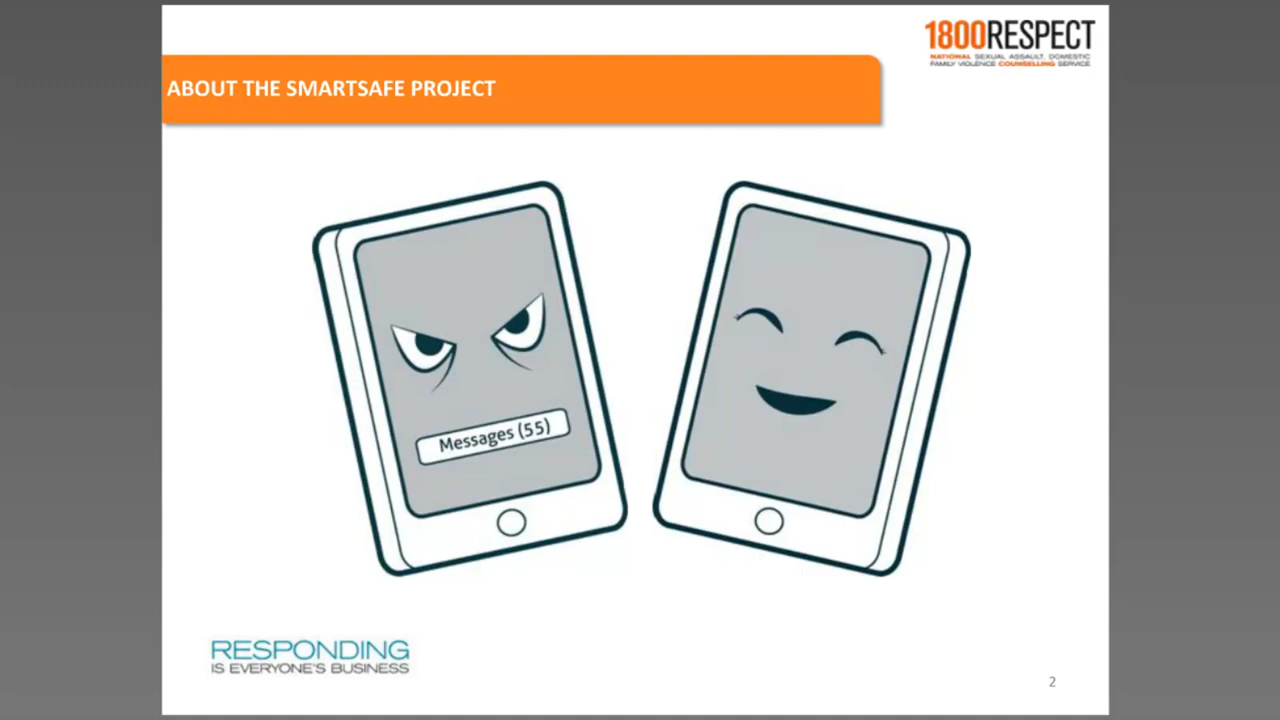 1800RESPECT
NATIONAL SEXUAL ASSAULT, DOMESTIC
FAMILY VIOLENCE COUNSELLING SERVICE
ABOUT THE SMARTSAFE PROJECT
Messages (55)
RESPONDING
IS EVERYONE'S BUSINESS
2